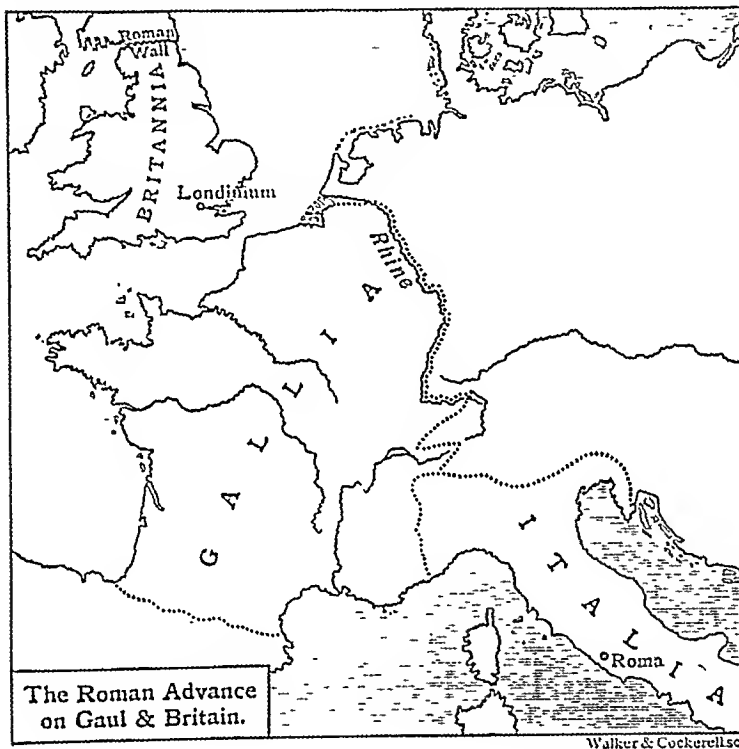 Roman
Wall
BRITANNIA
Londinium
Rhine
GALLIA
ITALIA
Roma
The Roman Advance
on Gaul & Britain.
Walker & Cockerell sc